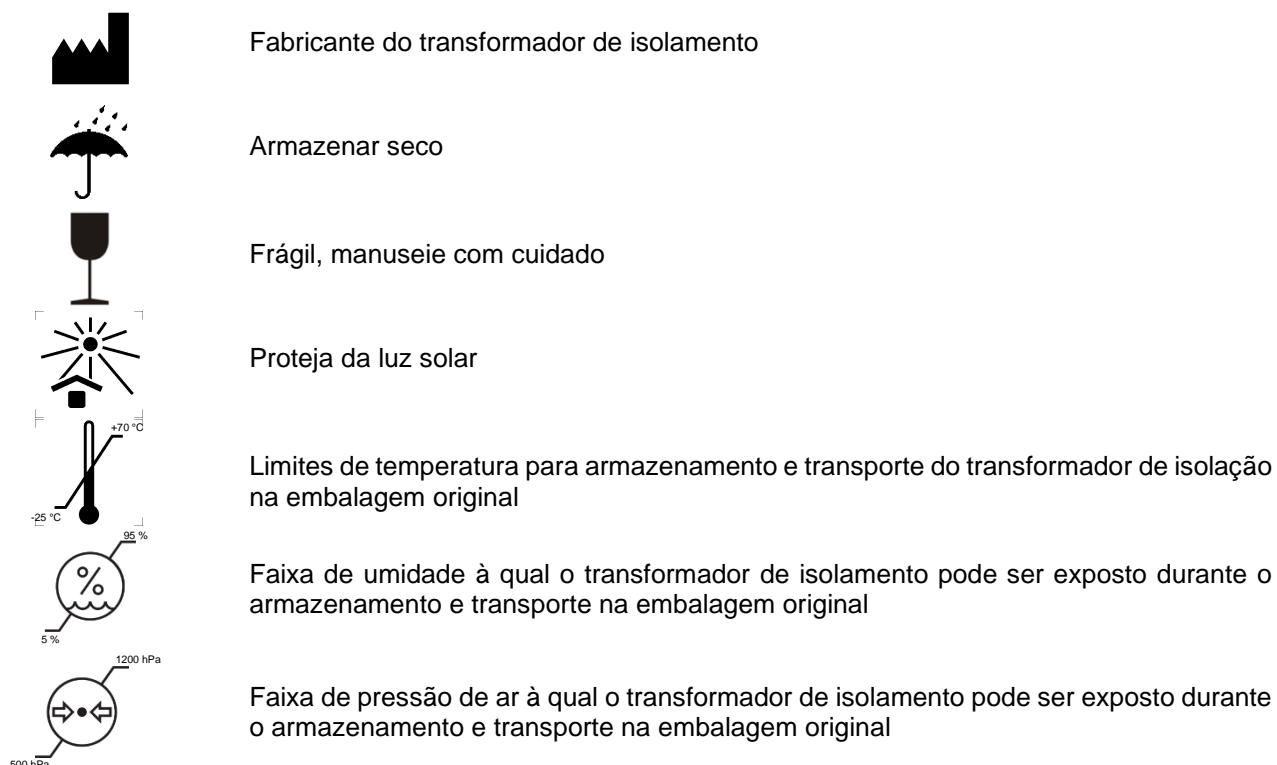 Fabricante do transformador de isolamento
Armazenar seco
Frágil, manuseie com cuidado
Proteja da luz solar
+70 °C
Limites de temperatura para armazenamento e transporte do transformador de isolação
na embalagem original
-25 °C
95 %
%
Faixa de umidade à qual o transformador de isolamento pode ser exposto durante o
armazenamento e transporte na embalagem original
5 %
1200 hPa
Faixa de pressão de ar à qual o transformador de isolamento pode ser exposto durante
o armazenamento e transporte na embalagem original
500 hPa